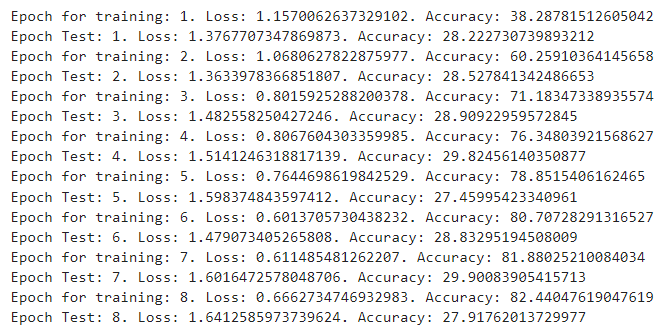 Epoch for training: 1. Loss: 1.1570062637329102. Accuracy: 38.28781512605042
Epoch Test: 1. Loss: 1.3767707347869873. Accuracy: 28.222730739893212
Epoch for training: 2. Loss: 1.0680627822875977. Accuracy: 60.25910364145658
Epoch Test: 2. Loss: 1.3633978366851807. Accuracy: 28.527841342486653
Epoch for training: 3. Loss: 0.8015925288200378. Accuracy: 71.18347338935574
Epoch Test: 3. Loss: 1.482558250427246. Accuracy: 28.90922959572845
Epoch for training: 4. Loss: 0.8067604303359985. Accuracy: 76.34803921568627
Epoch Test: 4. Loss: 1.5141246318817139. Accuracy: 29.82456140350877
Epoch for training: 5. Loss: 0.7644698619842529. Accuracy: 78.8515406162465
Epoch Test: 5. Loss: 1.598374843597412. Accuracy: 27.45995423340961
Epoch for training: 6. Loss: 0.6013705730438232. Accuracy: 80.70728291316527
Epoch Test: 6. Loss: 1.479073405265808. Accuracy: 28.83295194508009
Epoch for training: 7. Loss: 0.611485481262207. Accuracy: 81.88025210084034
Epoch Test: 7. Loss: 1.6016472578048706. Accuracy: 29.90083905415713
Epoch for training: 8. Loss: 0.6662734746932983. Accuracy: 82.44047619047619
Epoch Test: 8. Loss: 1.6412585973739624. Accuracy: 27.91762013729977